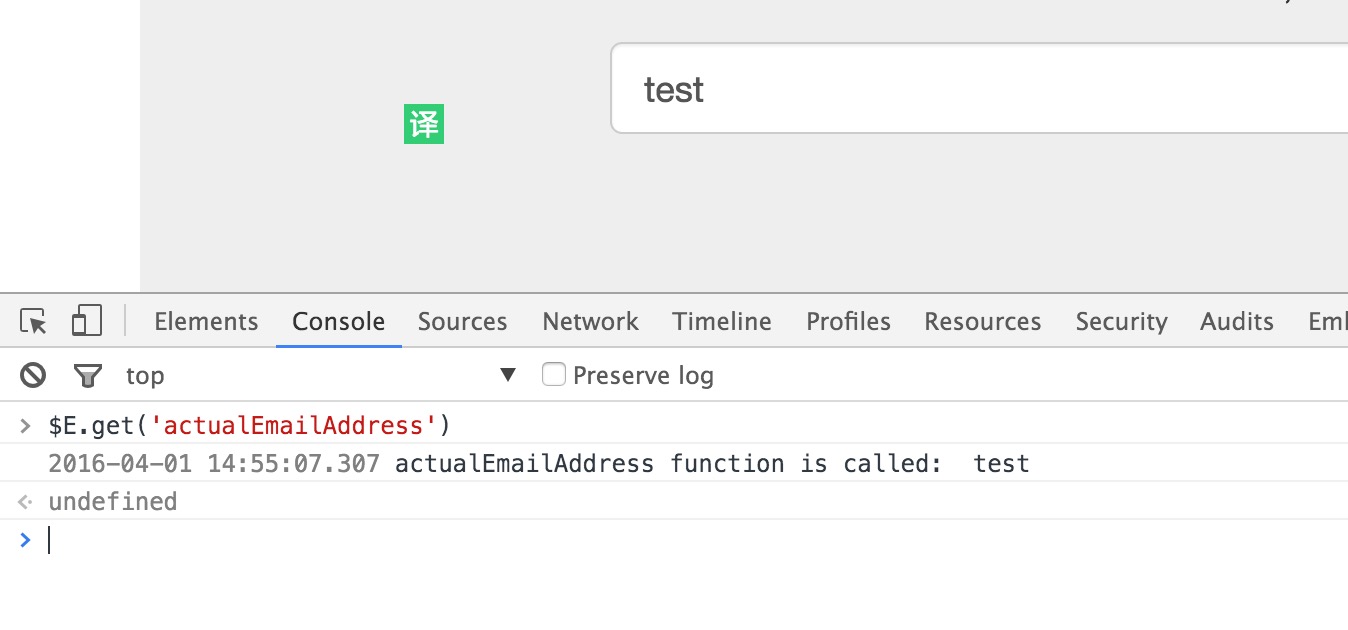 test
译
Elements Console Sources Network Timeline Profiles Resources Security Audits Em
top Preserve log
> $E.get('actualEmailAddress')
2016-04-01 14:55:07.307 actualEmailAddress function is called:  test
undefined
>